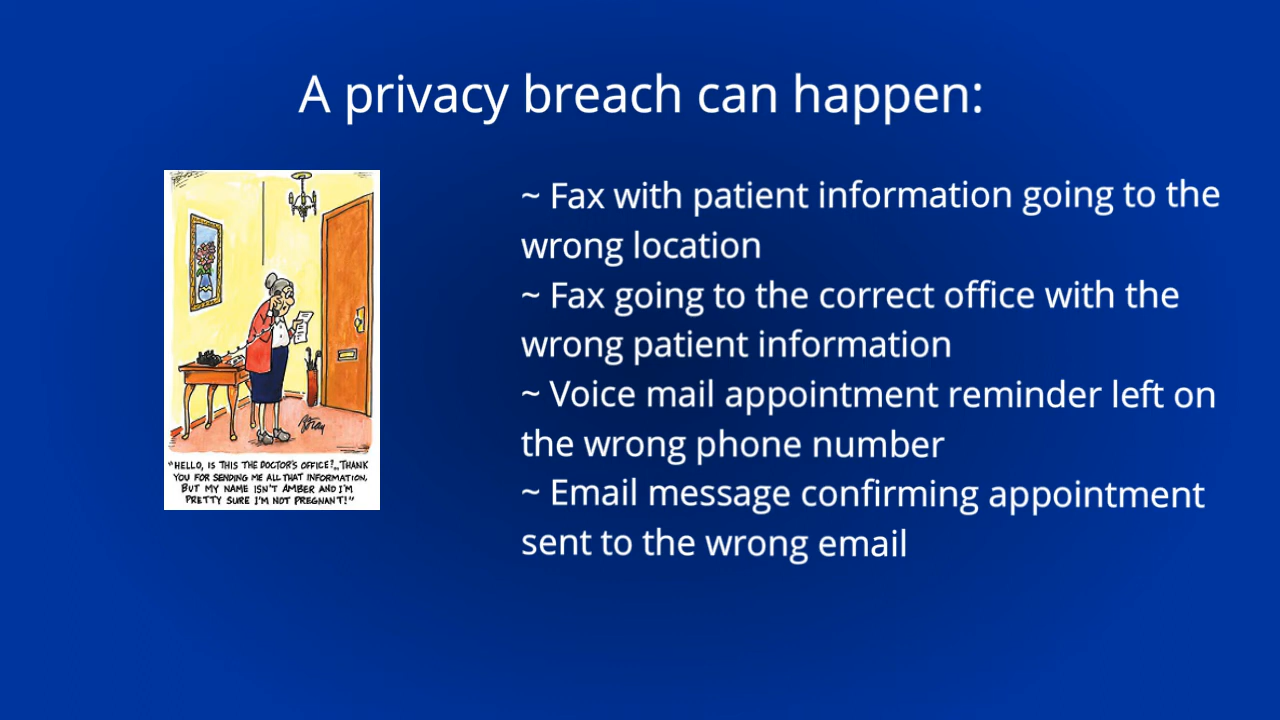 A privacy breach can happen:
~ Fax with patient information going to the
wrong location
~ Fax going to the correct office with the
wrong patient information
~ Voice mail appointment reminder left on
the wrong phone number
~ Email message confirming appointment
sent to the wrong email
"HELLO, IS THIS THE DOCTOR'S OFFICE?... THANK
YOU FOR SENDING ME ALL THAT INFORMATION,
BUT MY NAME ISN'T AMBER AND I'M
PRETTY SURE I'M NOT PREGNANT!"